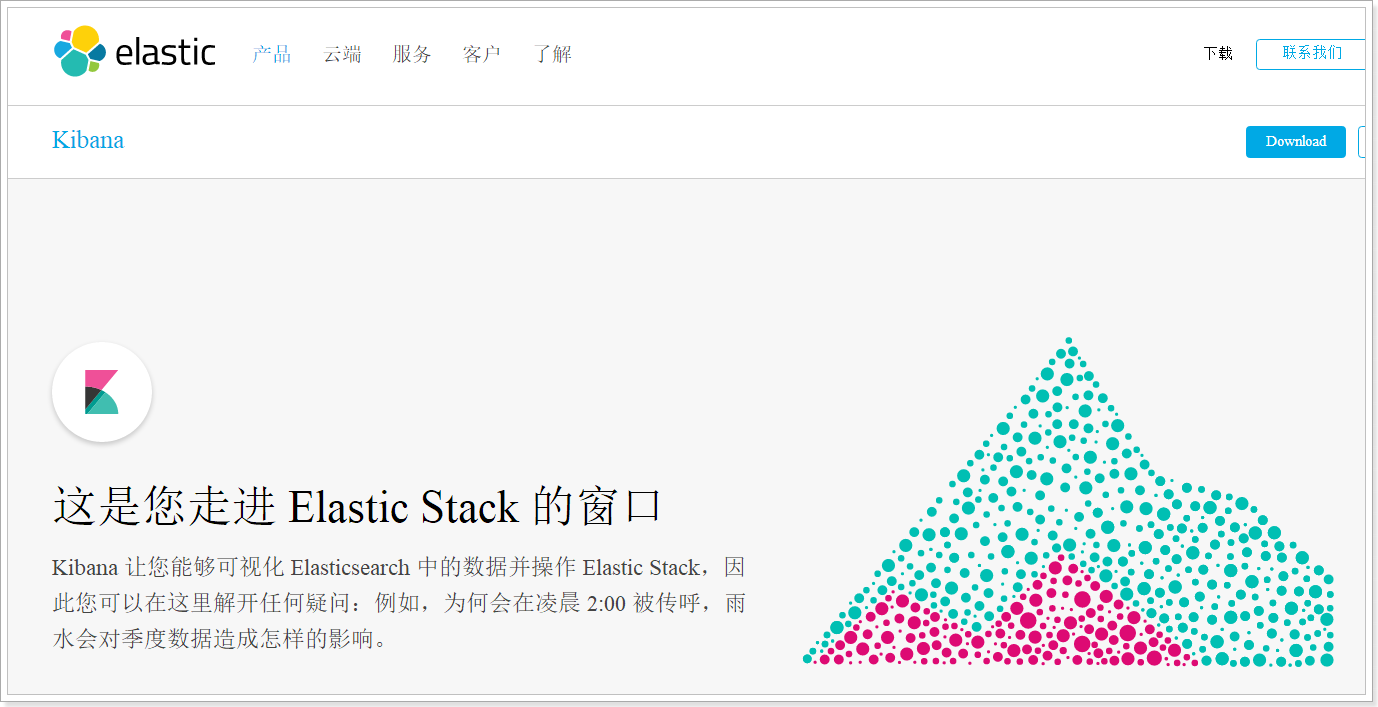 elastic 产品 云端 服务 客户 了解 下载 联系我们
Kibana Download
这是您走进 Elastic Stack 的窗口
Kibana 让您能够可视化 Elasticsearch 中的数据并操作 Elastic Stack，因
此您可以在这里解开任何疑问：例如，为何会在凌晨 2:00 被传呼，雨
水会对季度数据造成怎样的影响。